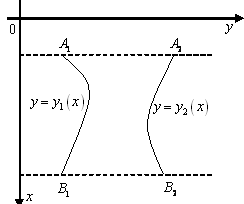 0
y
A₁
A₂
y = y₁(x)
y = y₂(x)
B₁
B₂
x